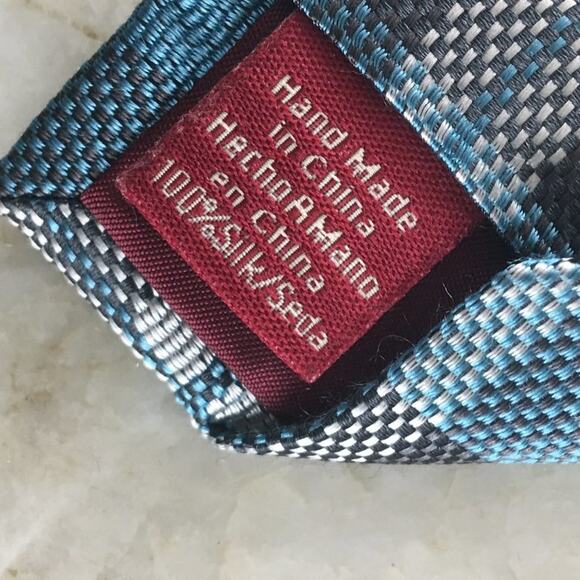 Hand Made
in China
Hecho A Mano
en China
100%Silk/Seda